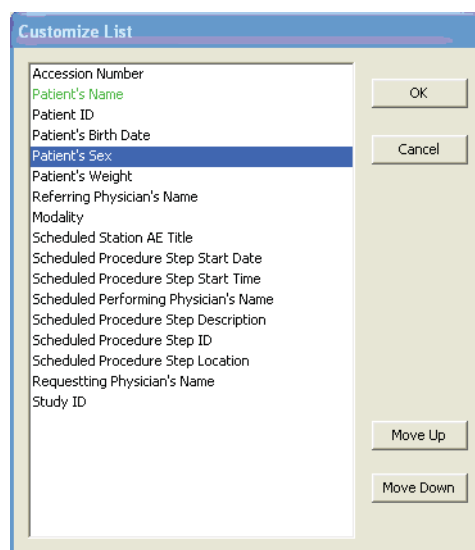 Customize List
Accession Number
Patient's Name
Patient ID
Patient's Birth Date
Patient's Sex
Patient's Weight
Referring Physician's Name
Modality
Scheduled Station AE Title
Scheduled Procedure Step Start Date
Scheduled Procedure Step Start Time
Scheduled Performing Physician's Name
Scheduled Procedure Step Description
Scheduled Procedure Step ID
Scheduled Procedure Step Location
Requestting Physician's Name
Study ID
OK
Cancel
Move Up
Move Down